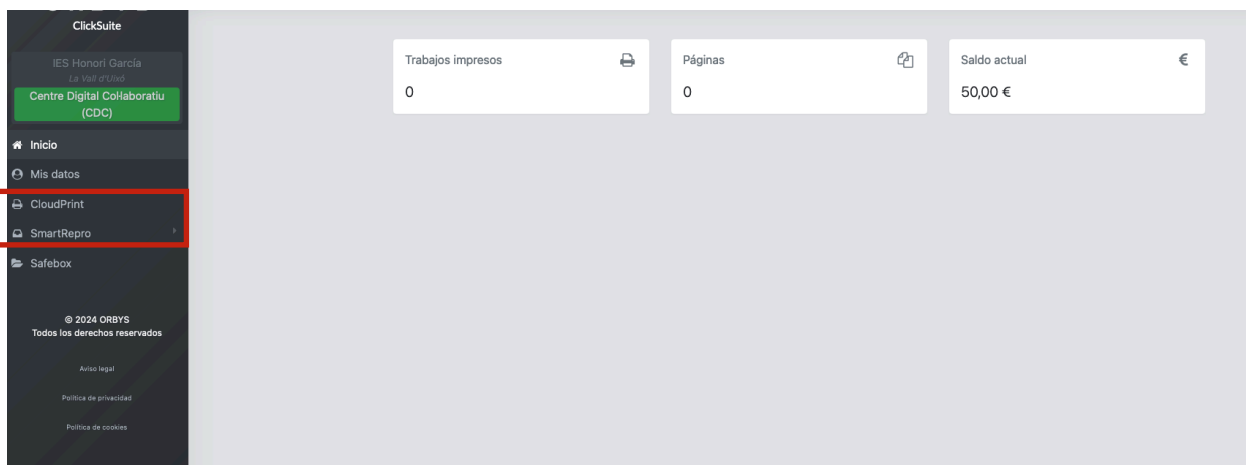 ClickSuite
IES Honori García
La Vall d'Uixó
Centre Digital Col·laboratiu
(CDC)
Inicio
Mis datos
CloudPrint
SmartRepro
Safebox
© 2024 ORBYS
Todos los derechos reservados
Aviso legal
Política de privacidad
Política de cookies
Trabajos impresos
0
Páginas
0
Saldo actual €
50,00 €